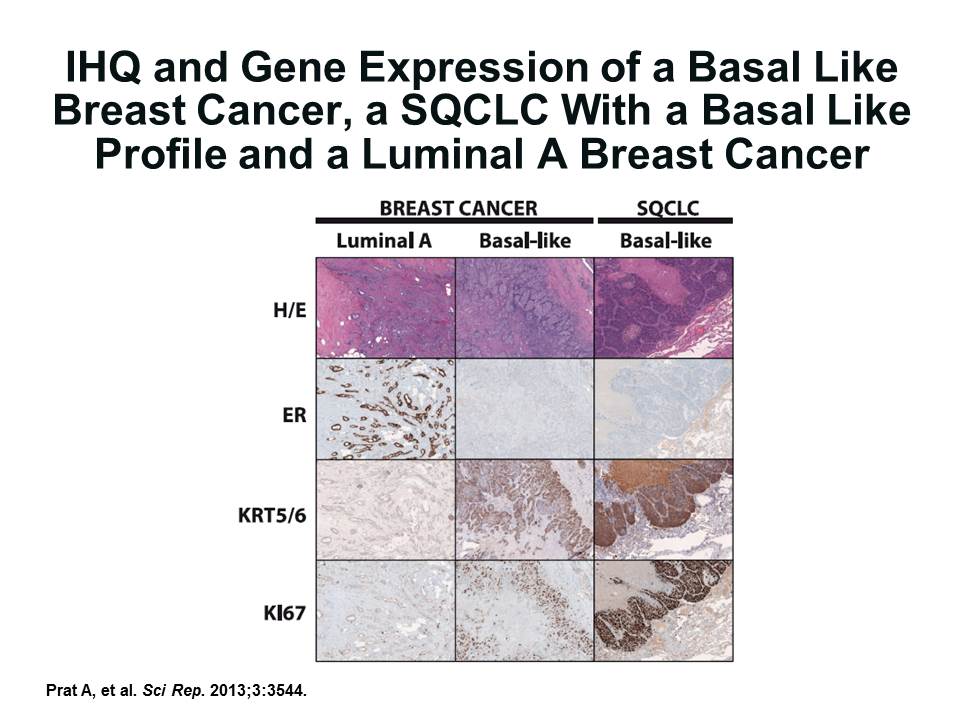 IHQ and Gene Expression of a Basal Like
Breast Cancer, a SQCLC With a Basal Like
Profile and a Luminal A Breast Cancer
BREAST CANCER SQCLC
Luminal A Basal-like Basal-like
H/E
ER
KRT5/6
KI67
Prat A, et al. Sci Rep. 2013;3:3544.